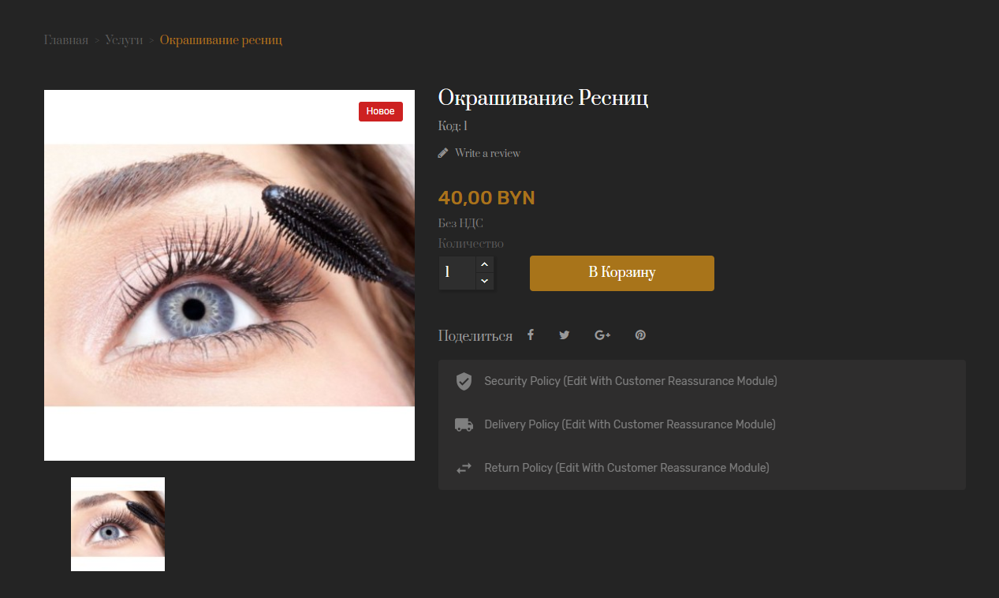 Главная > Услуги > Окрашивание ресниц
Новое
Окрашивание Ресниц
Код: 1
Write a review
40,00 BYN
Без НДС
Количество
1
В Корзину
Поделиться
Security Policy (Edit With Customer Reassurance Module)
Delivery Policy (Edit With Customer Reassurance Module)
Return Policy (Edit With Customer Reassurance Module)